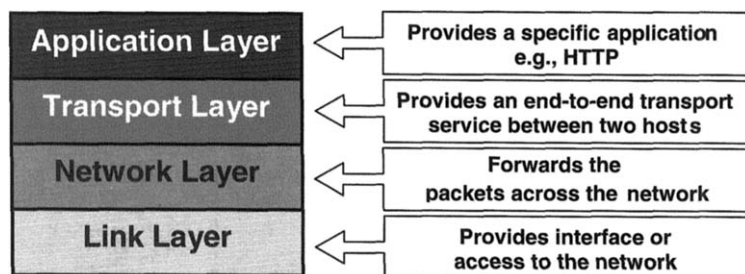 Application Layer
Provides a specific application
e.g., HTTP
Transport Layer
Provides an end-to-end transport
service between two hosts
Network Layer
Forwards the
packets across the network
Link Layer
Provides interface or
access to the network